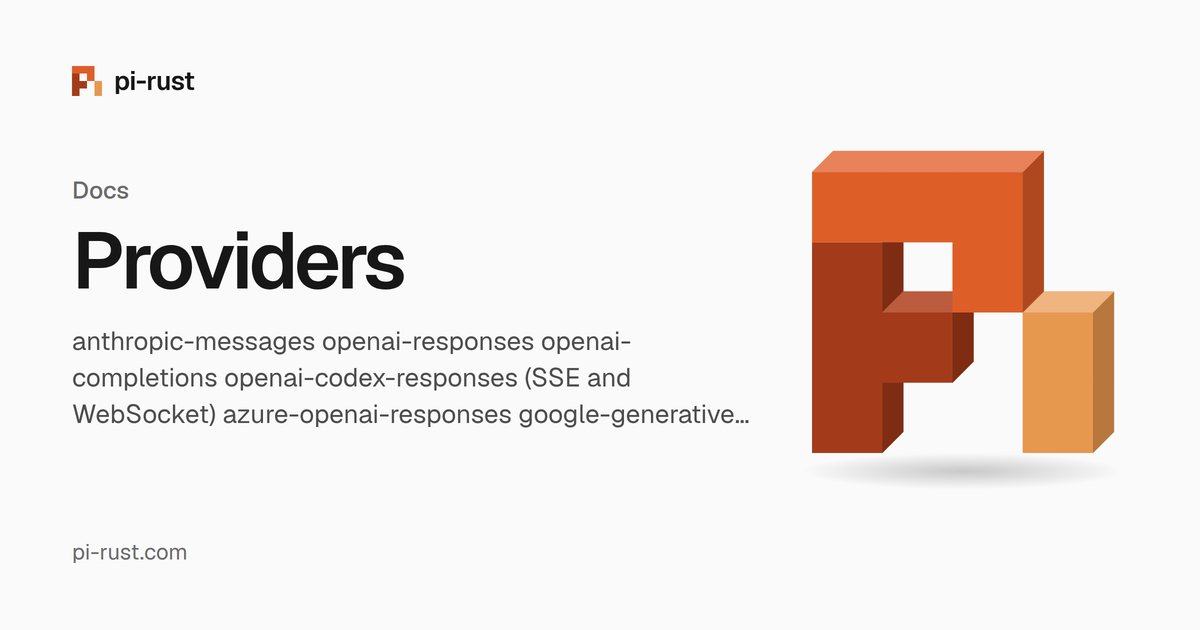 pi-rust
Docs
Providers
anthropic-messages openai-responses openai-
completions openai-codex-responses (SSE and
WebSocket) azure-openai-responses google-generative…
pi-rust.com